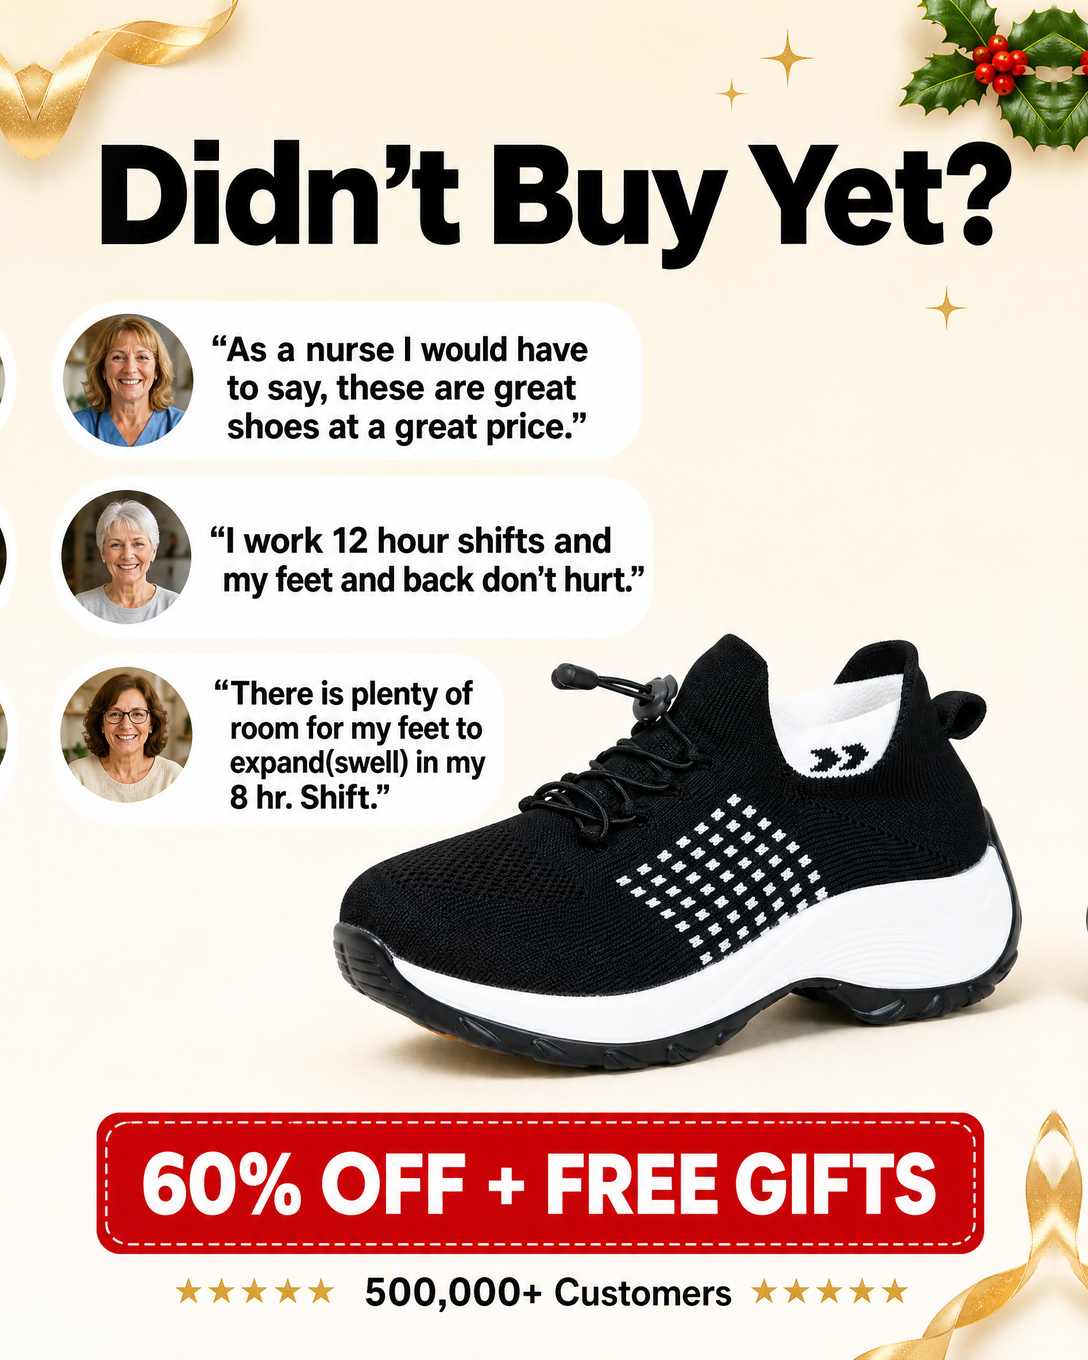 Didn’t Buy Yet?
“As a nurse I would have
to say, these are great
shoes at a great price.”
“I work 12 hour shifts and
my feet and back don’t hurt.”
“There is plenty of
room for my feet to
expand(swell) in my
8 hr. Shift.”
60% OFF + FREE GIFTS
500,000+ Customers